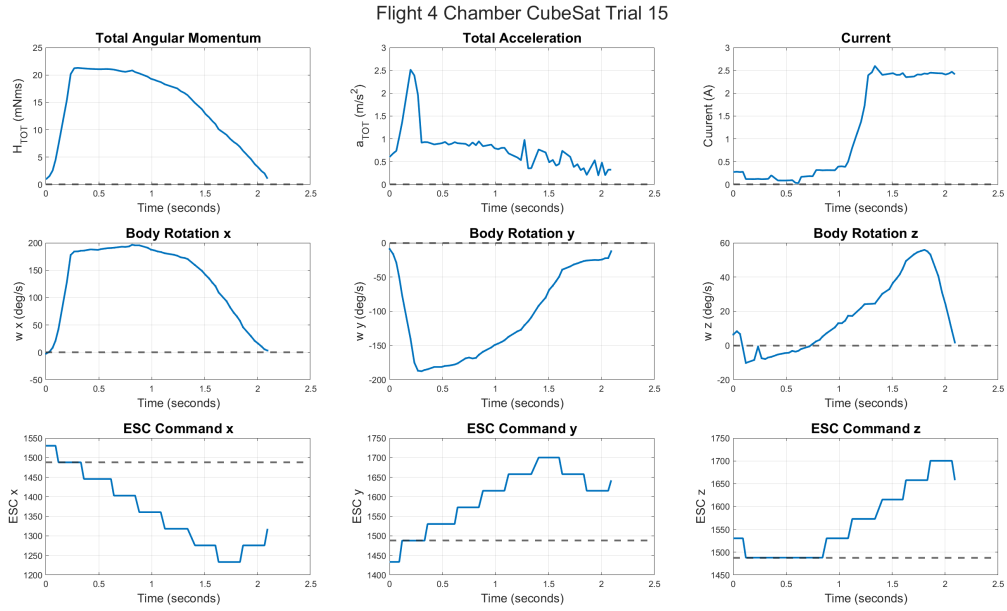 Flight 4 Chamber CubeSat Trial 15
Total Angular Momentum
H_TOT (mNms)
25
20
15
10
5
0
0 0.5 1 1.5 2 2.5
Time (seconds)
Total Acceleration
a_TOT (m/s²)
3
2.5
2
1.5
1
0.5
0
0 0.5 1 1.5 2 2.5
Time (seconds)
Current
Cuurent (A)
3
2.5
2
1.5
1
0.5
0
0 0.5 1 1.5 2 2.5
Time (seconds)
Body Rotation x
w x (deg/s)
200
150
100
50
0
-50
0 0.5 1 1.5 2 2.5
Time (seconds)
Body Rotation y
w y (deg/s)
0
-50
-100
-150
-200
0 0.5 1 1.5 2 2.5
Time (seconds)
Body Rotation z
w z (deg/s)
60
40
20
0
-20
0 0.5 1 1.5 2 2.5
Time (seconds)
ESC Command x
ESC x
1550
1500
1450
1400
1350
1300
1250
1200
0 0.5 1 1.5 2 2.5
Time (seconds)
ESC Command y
ESC y
1750
1700
1650
1600
1550
1500
1450
1400
0 0.5 1 1.5 2 2.5
Time (seconds)
ESC Command z
ESC z
1750
1700
1650
1600
1550
1500
1450
0 0.5 1 1.5 2 2.5
Time (seconds)